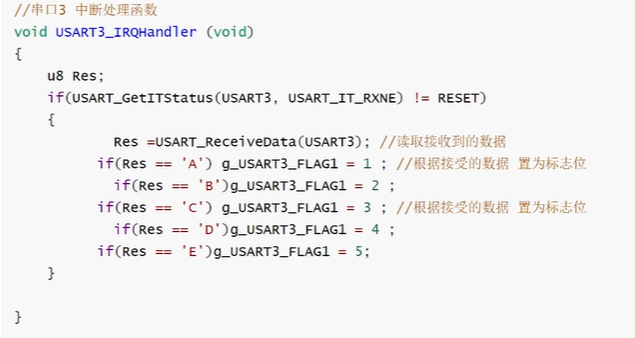 //串口3 中断处理函数
void USART3_IRQHandler (void)
{
    u8 Res;
    if(USART_GetITStatus(USART3, USART_IT_RXNE) != RESET)
    {
            Res =USART_ReceiveData(USART3); //读取接收到的数据
          if(Res == 'A') g_USART3_FLAG1 = 1 ; //根据接受的数据 置为标志位
            if(Res == 'B')g_USART3_FLAG1 = 2 ;
          if(Res == 'C') g_USART3_FLAG1 = 3 ; //根据接受的数据 置为标志位
            if(Res == 'D')g_USART3_FLAG1 = 4 ;
          if(Res == 'E')g_USART3_FLAG1 = 5;
    }

}